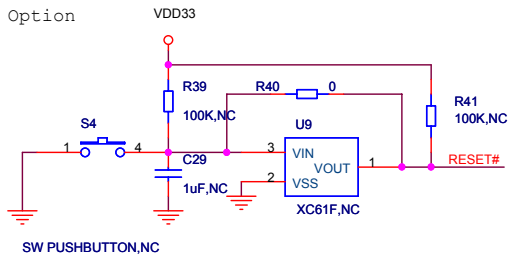 Option
VDD33
R39
100K,NC
R40
0
R41
100K,NC
S4
1
4
C29
1uF,NC
U9
3
VIN
VOUT
1
2
VSS
XC61F,NC
RESET#
SW PUSHBUTTON,NC